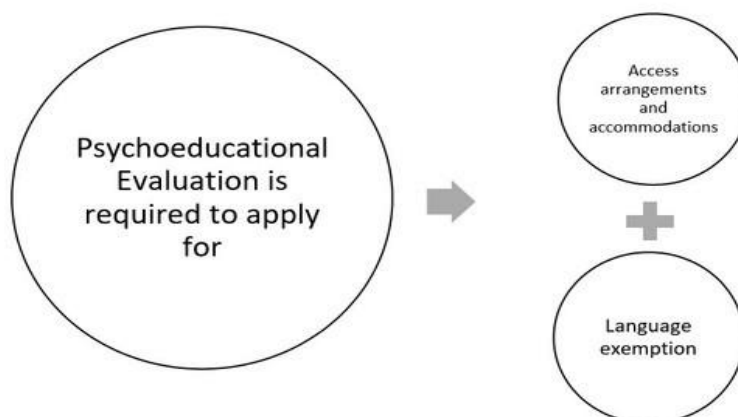 Psychoeducational
Evaluation is
required to apply
for
Access
arrangements
and
accommodations
Language
exemption